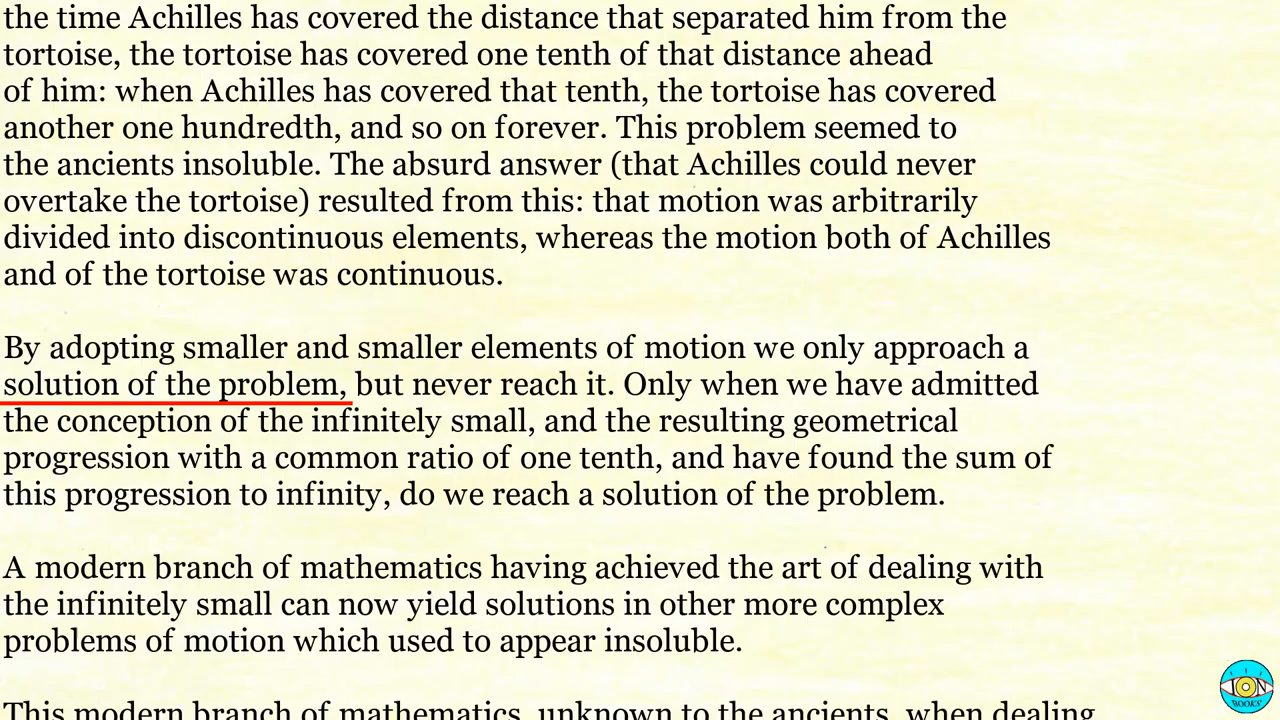 the time Achilles has covered the distance that separated him from the
tortoise, the tortoise has covered one tenth of that distance ahead
of him: when Achilles has covered that tenth, the tortoise has covered
another one hundredth, and so on forever. This problem seemed to
the ancients insoluble. The absurd answer (that Achilles could never
overtake the tortoise) resulted from this: that motion was arbitrarily
divided into discontinuous elements, whereas the motion both of Achilles
and of the tortoise was continuous.
By adopting smaller and smaller elements of motion we only approach a
solution of the problem, but never reach it. Only when we have admitted
the conception of the infinitely small, and the resulting geometrical
progression with a common ratio of one tenth, and have found the sum of
this progression to infinity, do we reach a solution of the problem.
A modern branch of mathematics having achieved the art of dealing with
the infinitely small can now yield solutions in other more complex
problems of motion which used to appear insoluble.
This modern branch of mathematics, unknown to the ancients, when dealing
ION
BOOKS